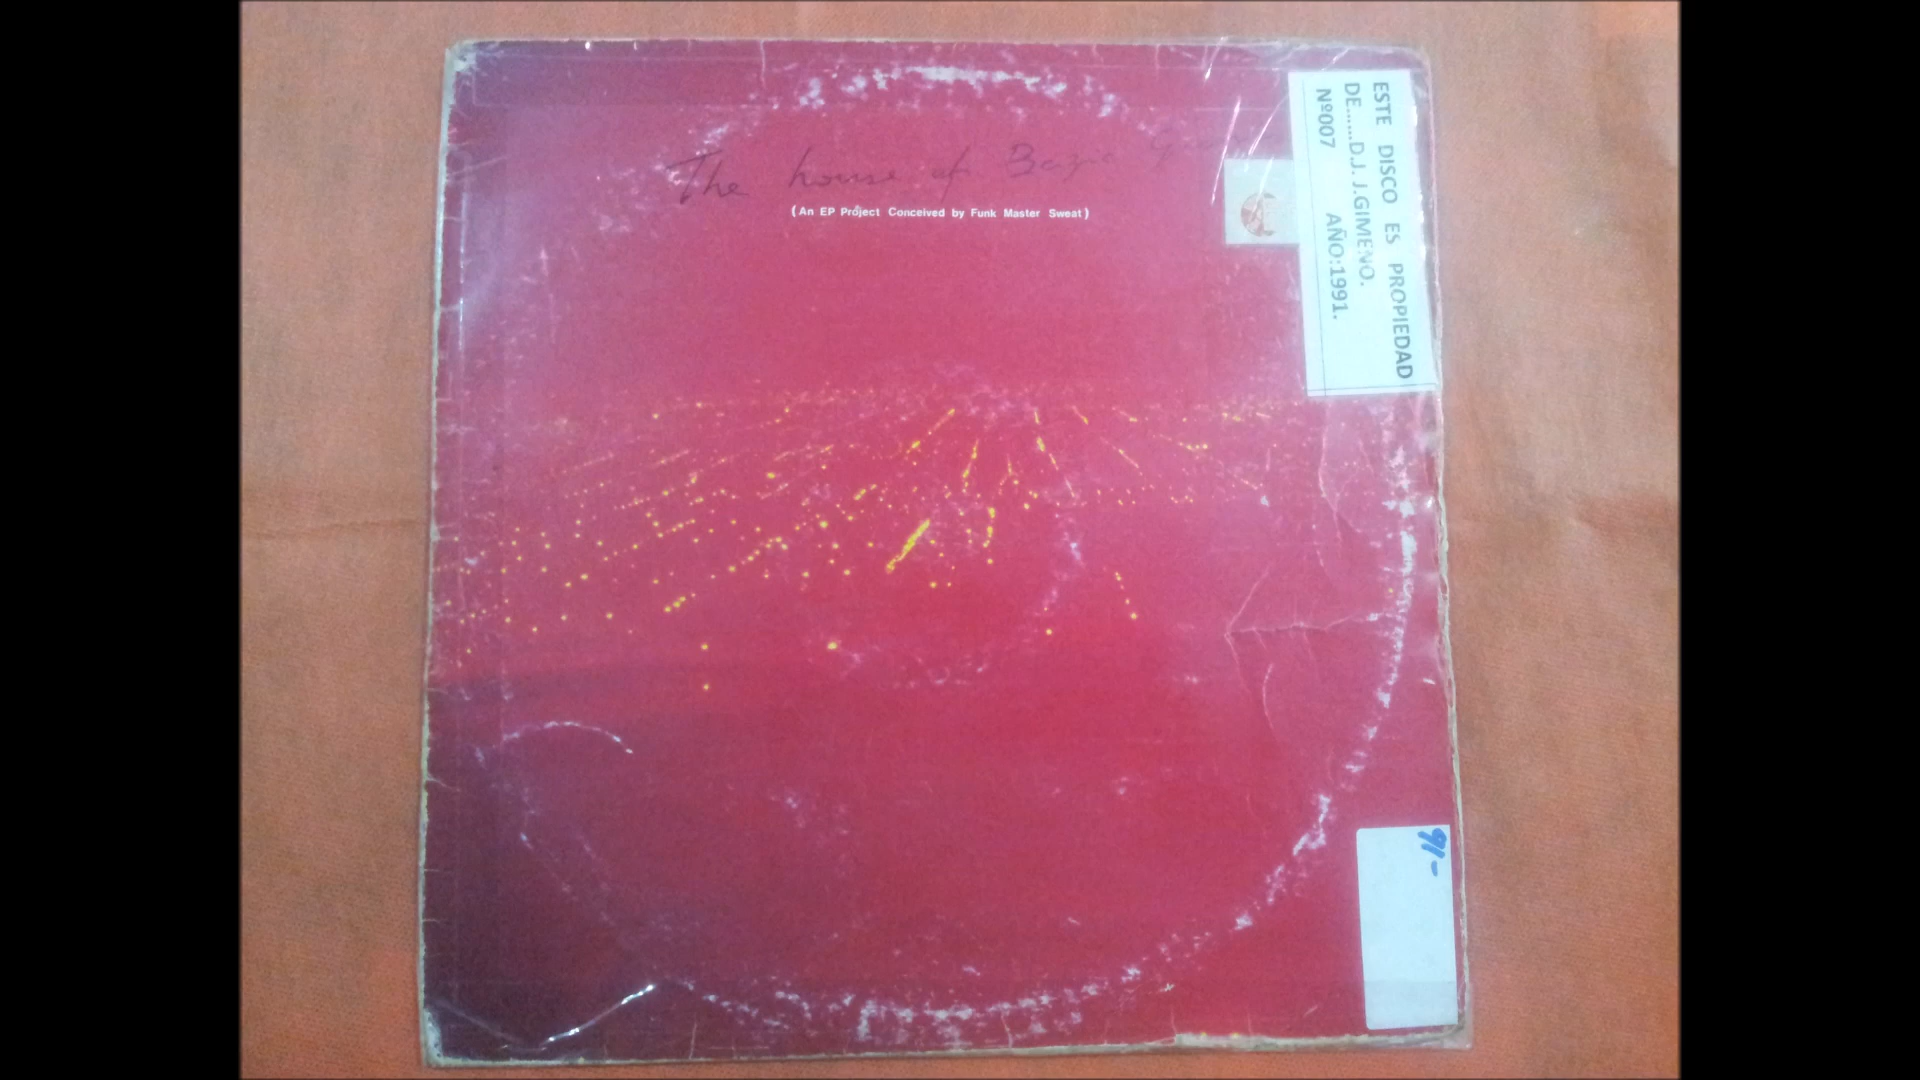 The house of
(An EP Project Conceived by Funk Master Sweat)
ESTE DISCO ES PROPIEDAD
DE......D.J. J.GIMENO.
Nº007 AÑO:1991.
91-